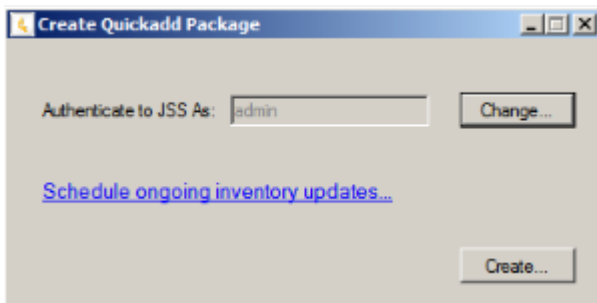 Create Quickadd Package
Authenticate to JSS As: admin Change...
Schedule ongoing inventory updates...
Create...